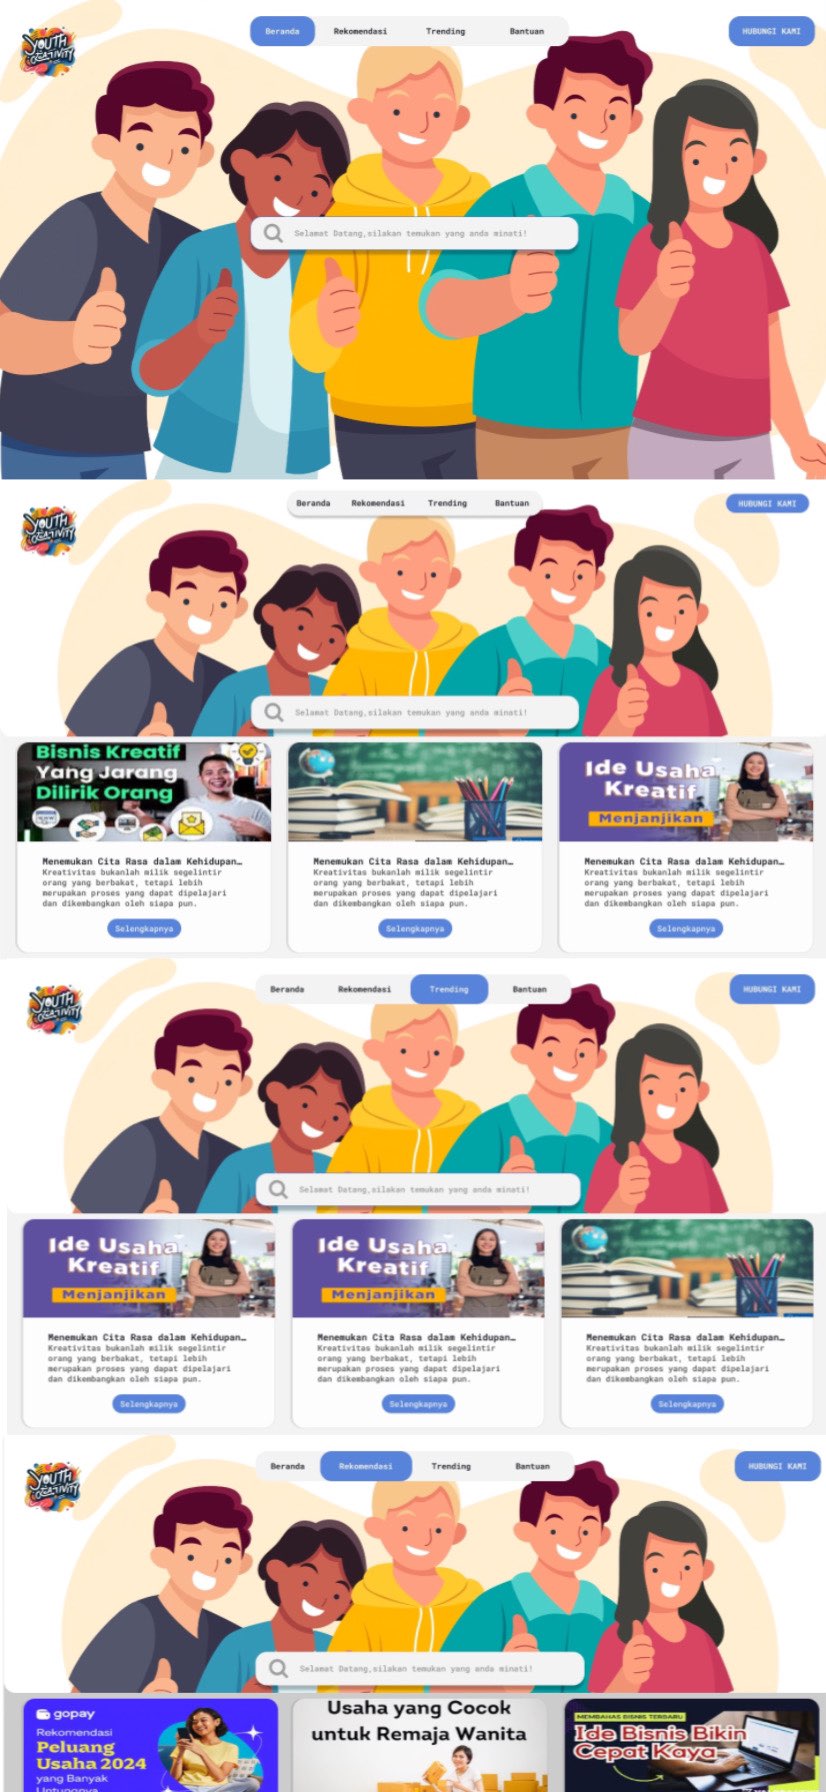 YOUTH
CREATIVITY
Beranda
Rekomendasi
Trending
Bantuan
HUBUNGI KAMI
Selamat Datang,silakan temukan yang anda minati!
YOUTH
CREATIVITY
Beranda
Rekomendasi
Trending
Bantuan
HUBUNGI KAMI
Selamat Datang,silakan temukan yang anda minati!
Bisnis Kreatif
Yang Jarang
Dilirik Orang
Menemukan Cita Rasa dalam Kehidupan…
Kreativitas bukanlah milik segelintir
orang yang berbakat, tetapi lebih
merupakan proses yang dapat dipelajari
dan dikembangkan oleh siapa pun.
Selengkapnya
Menemukan Cita Rasa dalam Kehidupan…
Kreativitas bukanlah milik segelintir
orang yang berbakat, tetapi lebih
merupakan proses yang dapat dipelajari
dan dikembangkan oleh siapa pun.
Selengkapnya
Ide Usaha
Kreatif
Menjanjikan
Menemukan Cita Rasa dalam Kehidupan…
Kreativitas bukanlah milik segelintir
orang yang berbakat, tetapi lebih
merupakan proses yang dapat dipelajari
dan dikembangkan oleh siapa pun.
Selengkapnya
YOUTH
CREATIVITY
Beranda
Rekomendasi
Trending
Bantuan
HUBUNGI KAMI
Selamat Datang,silakan temukan yang anda minati!
Ide Usaha
Kreatif
Menjanjikan
Menemukan Cita Rasa dalam Kehidupan…
Kreativitas bukanlah milik segelintir
orang yang berbakat, tetapi lebih
merupakan proses yang dapat dipelajari
dan dikembangkan oleh siapa pun.
Selengkapnya
Ide Usaha
Kreatif
Menjanjikan
Menemukan Cita Rasa dalam Kehidupan…
Kreativitas bukanlah milik segelintir
orang yang berbakat, tetapi lebih
merupakan proses yang dapat dipelajari
dan dikembangkan oleh siapa pun.
Selengkapnya
Menemukan Cita Rasa dalam Kehidupan…
Kreativitas bukanlah milik segelintir
orang yang berbakat, tetapi lebih
merupakan proses yang dapat dipelajari
dan dikembangkan oleh siapa pun.
Selengkapnya
YOUTH
CREATIVITY
Beranda
Rekomendasi
Trending
Bantuan
HUBUNGI KAMI
Selamat Datang,silakan temukan yang anda minati!
gopay
Rekomendasi
Peluang
Usaha 2024
yang Banyak
Untungnya
Usaha yang Cocok
untuk Remaja Wanita
MEMBAHAS BISNIS TERBARU
Ide Bisnis Bikin
Cepat Kaya